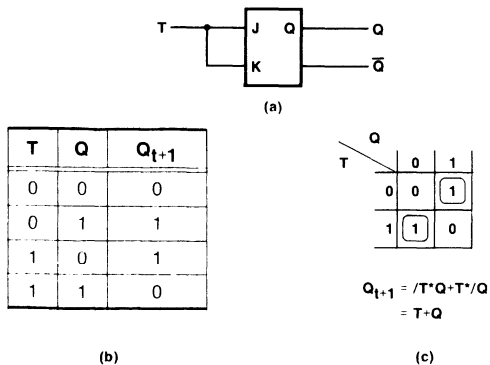 T J Q Q
K Q̅
(a)
T Q Qt+1
0 0 0
0 1 1
1 0 1
1 1 0
(b)
Q
T 0 1
0 0 1
1 1 0
Qt+1 = /T*Q+T*/Q
= T+Q
(c)